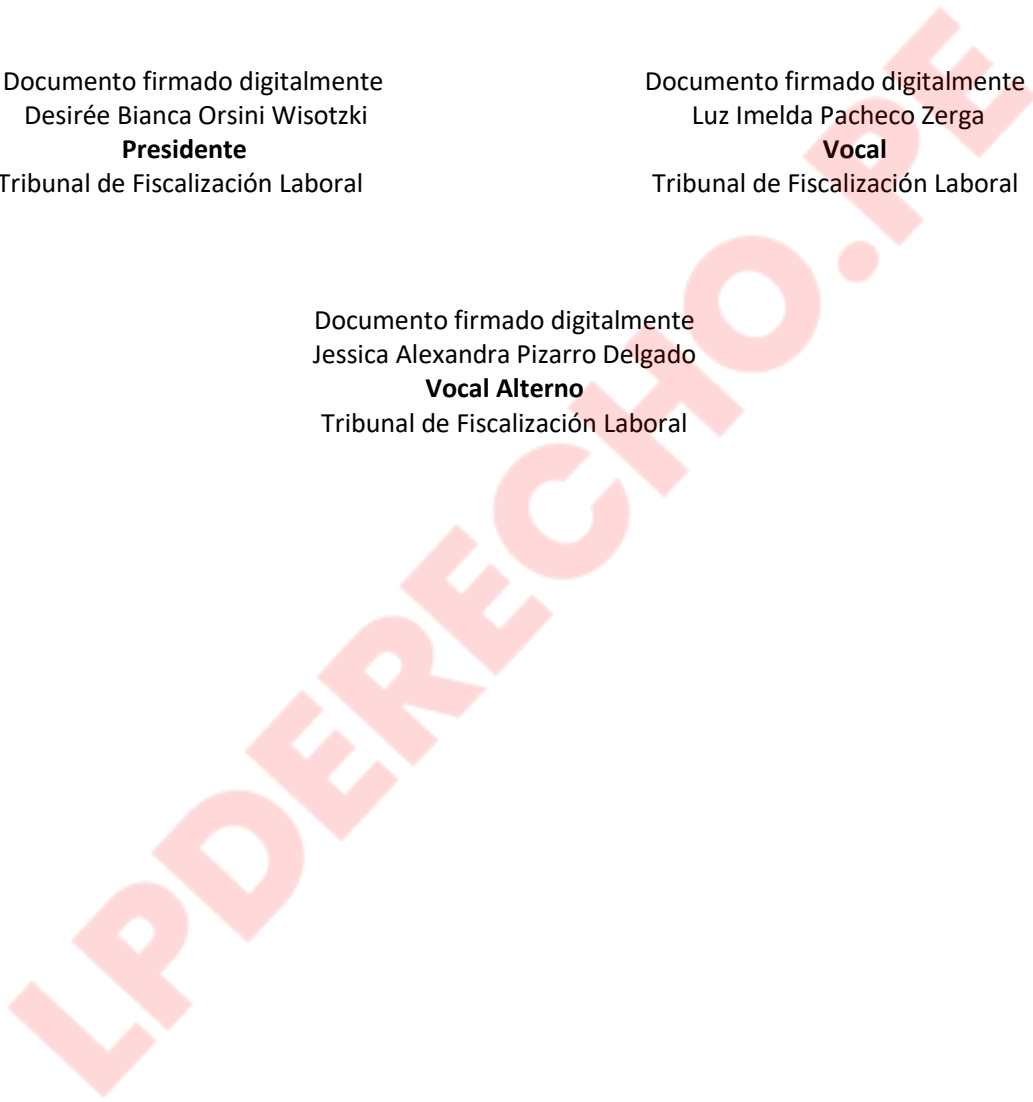 Documento firmado digitalmente
Desirée Bianca Orsini Wisotzki
Presidente
Tribunal de Fiscalización Laboral
Documento firmado digitalmente
Luz Imelda Pacheco Zerga
Vocal
Tribunal de Fiscalización Laboral
Documento firmado digitalmente
Jessica Alexandra Pizarro Delgado
Vocal Alterno
Tribunal de Fiscalización Laboral
LPDERECHO.PE